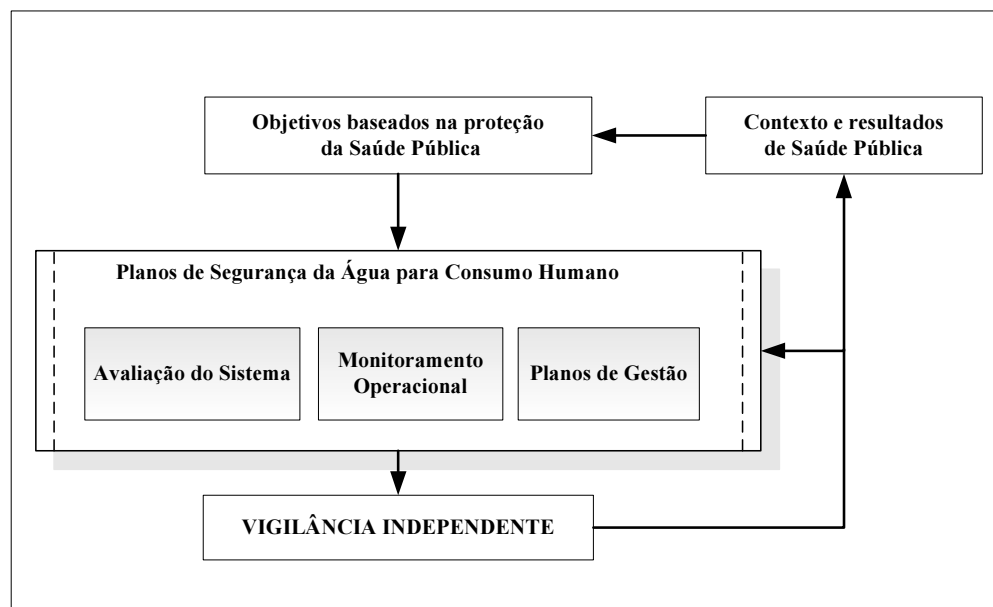 Objetivos baseados na proteção
da Saúde Pública
Contexto e resultados
de Saúde Pública
Planos de Segurança da Água para Consumo Humano
Avaliação do Sistema
Monitoramento
Operacional
Planos de Gestão
VIGILÂNCIA INDEPENDENTE